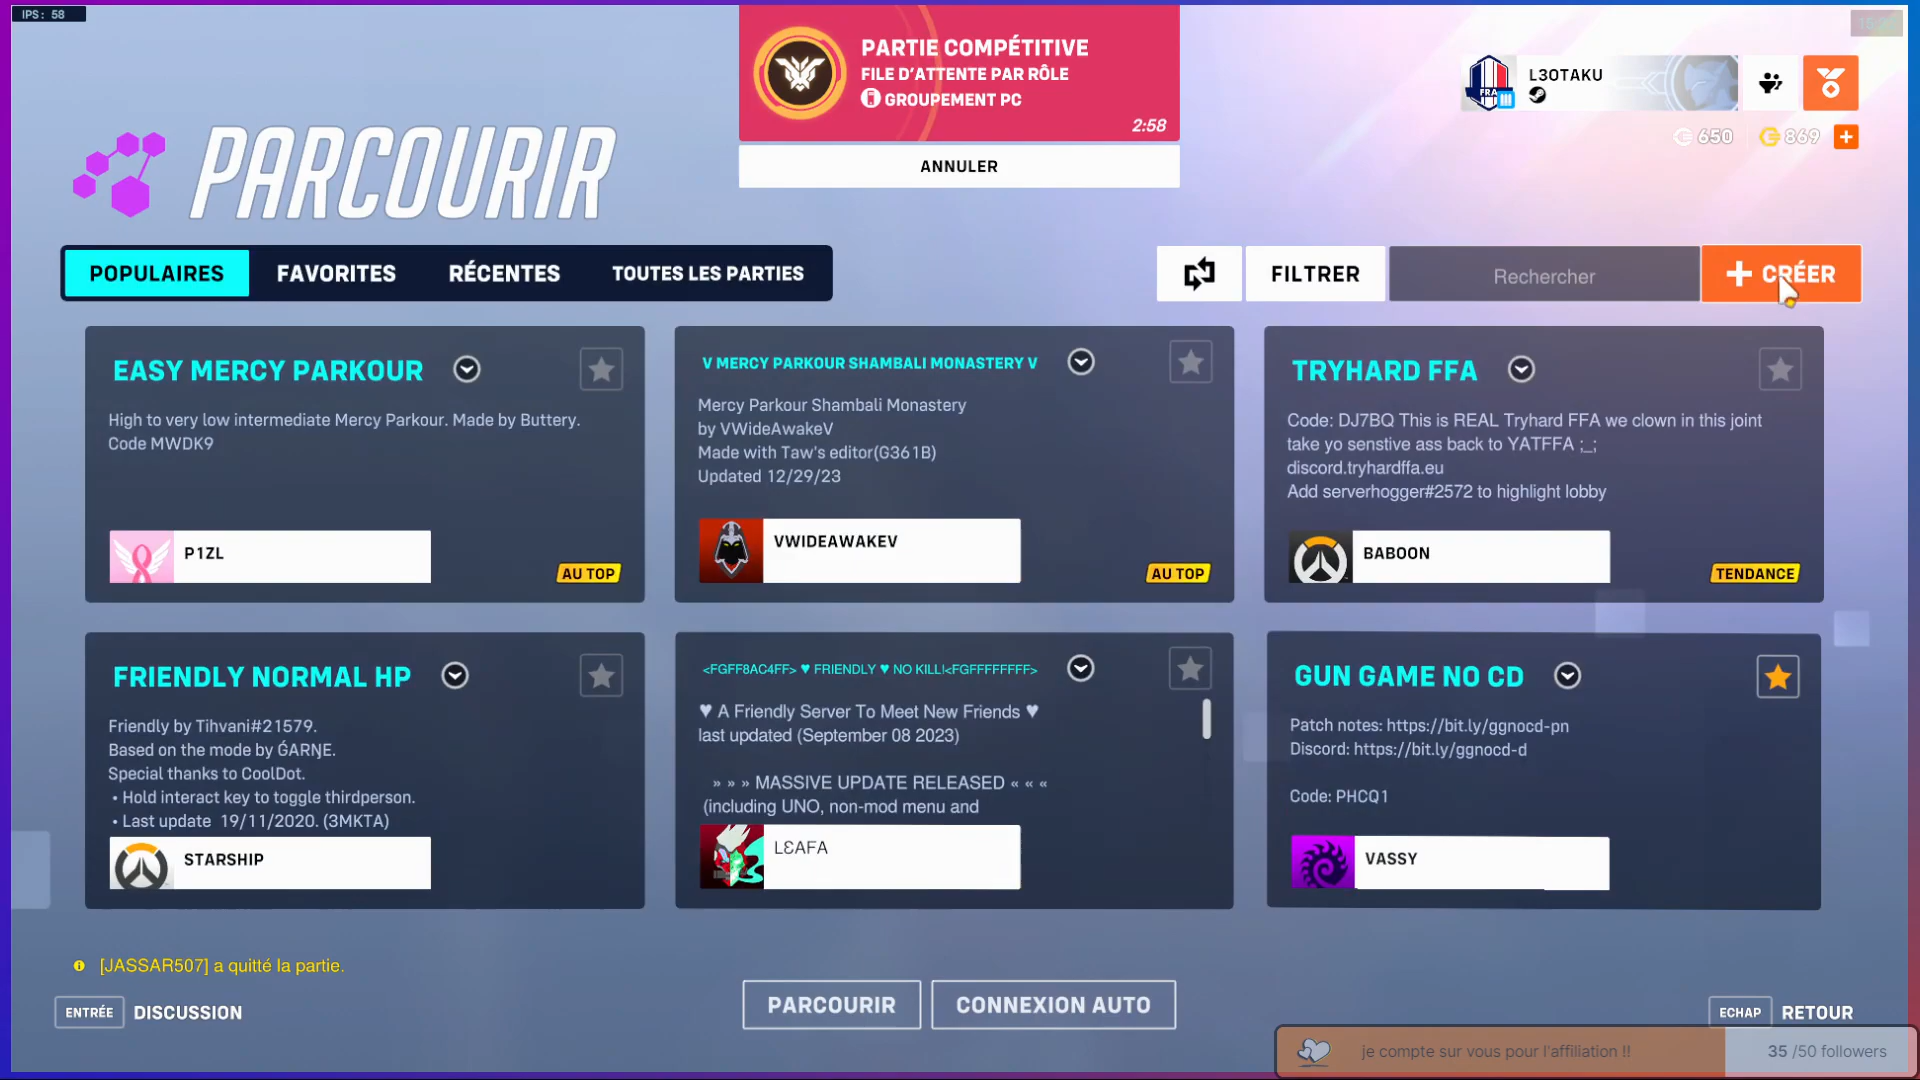 IPS: 58
PARTIE COMPÉTITIVE
FILE D'ATTENTE PAR RÔLE
GROUPEMENT PC
2:58
ANNULER
L3OTAKU
FRA
650
869
PARCOURIR
POPULAIRES
FAVORITES
RÉCENTES
TOUTES LES PARTIES
FILTRER
Rechercher
+ CRÉER
EASY MERCY PARKOUR
High to very low intermediate Mercy Parkour. Made by Buttery.
Code MWDK9
P1ZL
AU TOP
V MERCY PARKOUR SHAMBALI MONASTERY V
Mercy Parkour Shambali Monastery
by VWideAwakeV
Made with Taw's editor(G361B)
Updated 12/29/23
VWIDEAWAKEV
AU TOP
TRYHARD FFA
Code: DJ7BQ This is REAL Tryhard FFA we clown in this joint
take yo senstive ass back to YATFFA ;_;
discord.tryhardffa.eu
Add serverhogger#2572 to highlight lobby
BABOON
TENDANCE
FRIENDLY NORMAL HP
Friendly by Tihvani#21579.
Based on the mode by ǴARŅE.
Special thanks to CoolDot.
• Hold interact key to toggle thirdperson.
• Last update 19/11/2020. (3MKTA)
STARSHIP
<FGFF8AC4FF> ♥ FRIENDLY ♥ NO KILL!<FGFFFFFFFF>
♥ A Friendly Server To Meet New Friends ♥
last updated (September 08 2023)
» » » MASSIVE UPDATE RELEASED « « «
(including UNO, non-mod menu and
LƐAFA
GUN GAME NO CD
Patch notes: https://bit.ly/ggnocd-pn
Discord: https://bit.ly/ggnocd-d
Code: PHCQ1
VASSY
[JASSAR507] a quitté la partie.
ENTRÉE DISCUSSION
PARCOURIR
CONNEXION AUTO
ECHAP RETOUR
je compte sur vous pour l'affiliation !!
35 /50 followers